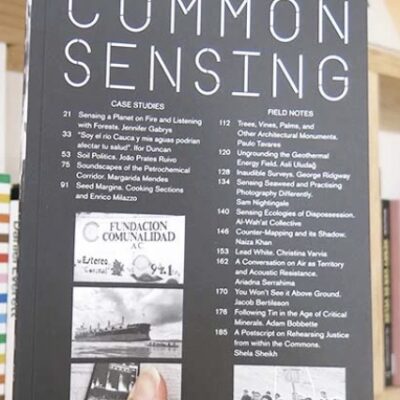 COMMON
SENSING
CASE STUDIES
21 Sensing a Planet on Fire and Listening
with Forests. Jennifer Gabrys
33 "Soy el río Cauca y mis aguas podrían
afectar tu salud". Ifor Duncan
53 Soil Politics. João Prates Ruivo
75 Soundscapes of the Petrochemical
Corridor. Margarida Mendes
91 Seed Margins. Cooking Sections
and Enrico Milazzo
FUNDACION
COMUNALIDAD
A.C.
FIELD NOTES
112 Trees, Vines, Palms, and
Other Architectural Monuments.
Paulo Tavares
120 Ungrounding the Geothermal
Energy Field. Asli Uludağ
128 Inaudible Surveys. George Ridgway
134 Sensing Seaweed and Practising
Photography Differently.
Sam Nightingale
140 Sensing Ecologies of Dispossession.
Al-Wah'at Collective
146 Counter-Mapping and its Shadow.
Naiza Khan
153 Lead White. Christina Varvia
162 A Conversation on Air as Territory
and Acoustic Resistance.
Ariadna Serrahima
170 You Won't See it Above Ground.
Jacob Bertilsson
176 Following Tin in the Age of Critical
Minerals. Adam Bobbette
185 A Postscript on Rehearsing Justice
from within the Commons.
Shela Sheikh